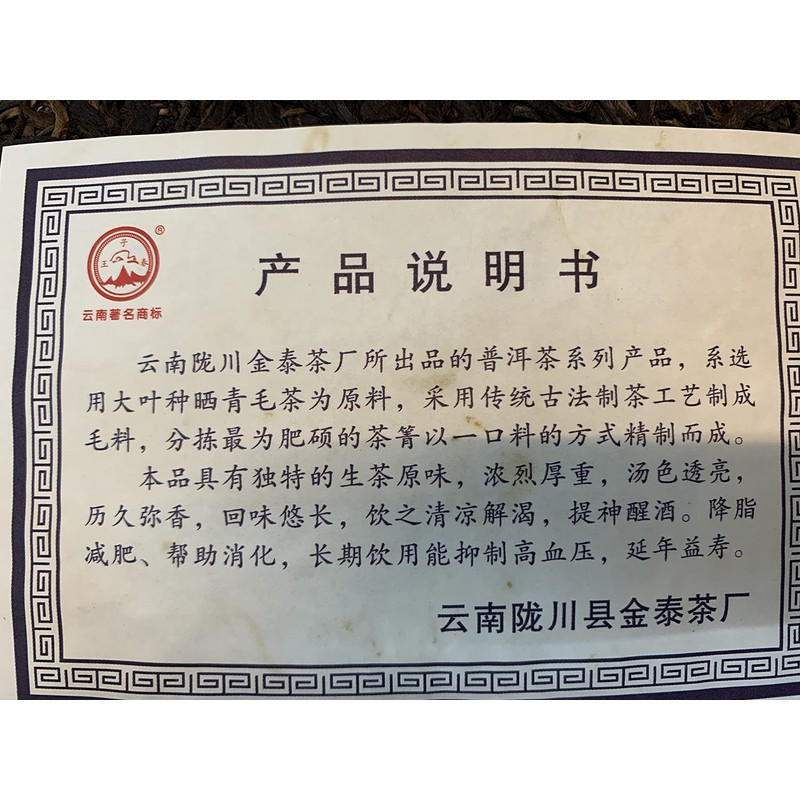 王子泰
®
云南著名商标
产品说明书
云南陇川金泰茶厂所出品的普洱茶系列产品，系选
用大叶种晒青毛茶为原料，采用传统古法制茶工艺制成
毛料，分拣最为肥硕的茶箐以一口料的方式精制而成。
本品具有独特的生茶原味，浓烈厚重，汤色透亮，
历久弥香，回味悠长，饮之清凉解渴，提神醒酒。降脂
减肥、帮助消化，长期饮用能抑制高血压，延年益寿。
云南陇川县金泰茶厂